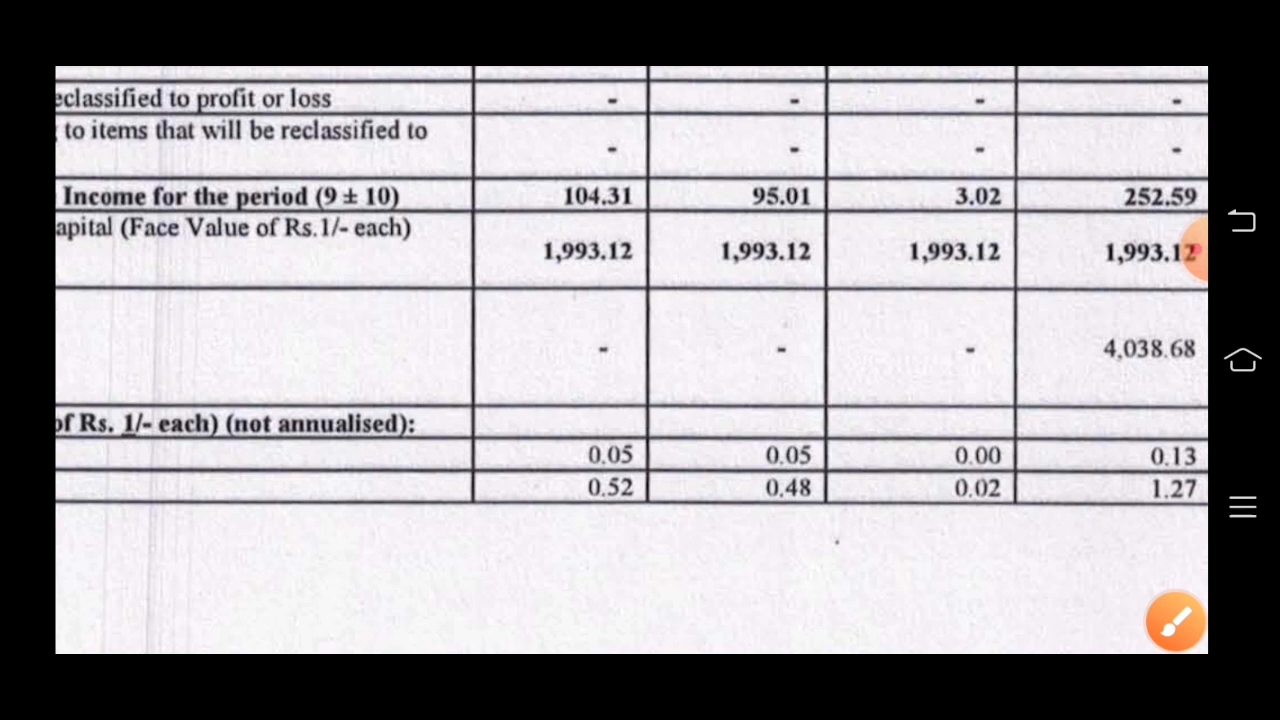 eclassified to profit or loss - - - -
to items that will be reclassified to
- - - -
Income for the period (9 ± 10) 104.31 95.01 3.02 252.59
apital (Face Value of Rs.1/- each)
1,993.12 1,993.12 1,993.12 1,993.12
- - - 4,038.68
of Rs. 1/- each) (not annualised):
0.05 0.05 0.00 0.13
0.52 0.48 0.02 1.27